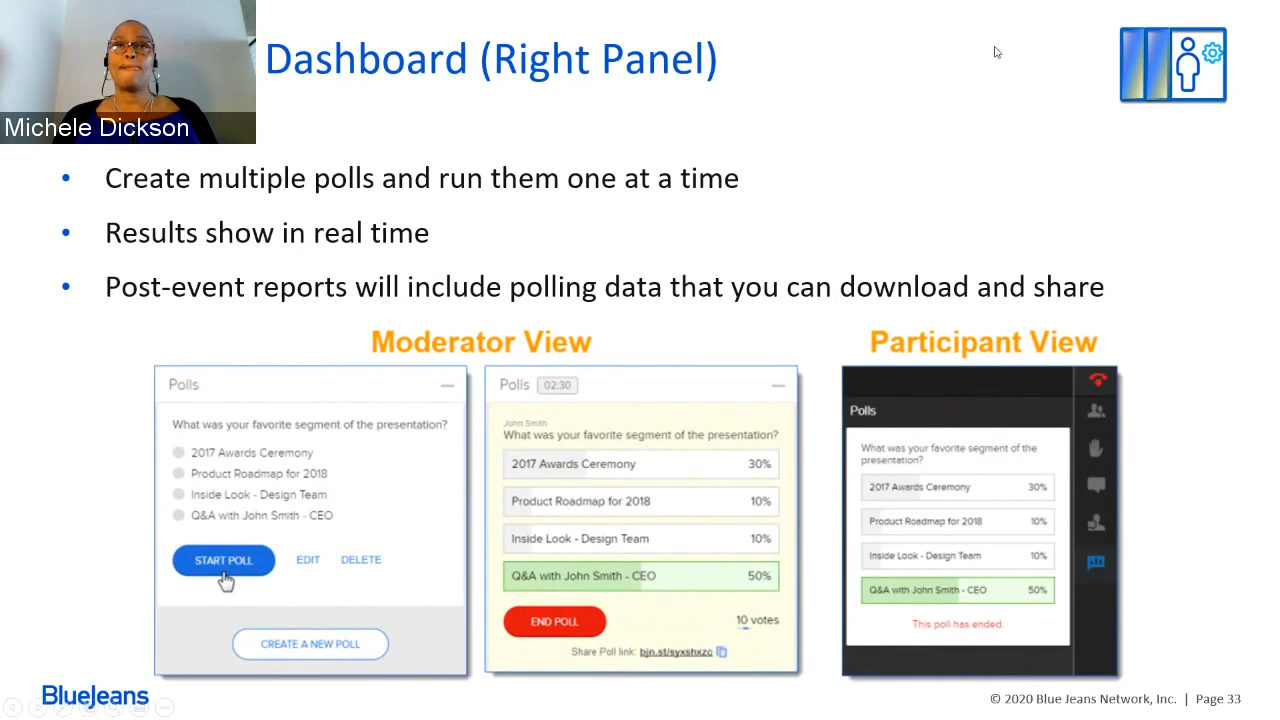 Dashboard (Right Panel)
Michele Dickson
• Create multiple polls and run them one at a time
• Results show in real time
• Post-event reports will include polling data that you can download and share
Moderator View
Participant View
Polls
What was your favorite segment of the presentation?
2017 Awards Ceremony
Product Roadmap for 2018
Inside Look - Design Team
Q&A with John Smith - CEO
START POLL EDIT DELETE
CREATE A NEW POLL
Polls 02:30
John Smith
What was your favorite segment of the presentation?
2017 Awards Ceremony 30%
Product Roadmap for 2018 10%
Inside Look - Design Team 10%
Q&A with John Smith - CEO 50%
END POLL 10 votes
Share Poll link: bjn.st/syxshxzc
Polls
What was your favorite segment of the
presentation?
2017 Awards Ceremony 30%
Product Roadmap for 2018 10%
Inside Look - Design Team 10%
Q&A with John Smith - CEO 50%
This poll has ended.
BlueJeans
© 2020 Blue Jeans Network, Inc. | Page 33